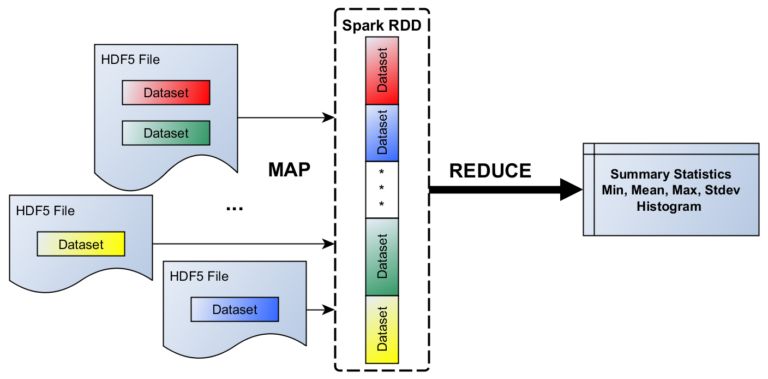 HDF5 File
Dataset
Dataset
HDF5 File
Dataset
HDF5 File
Dataset
...
MAP
Spark RDD
Dataset
Dataset
*
*
*
Dataset
Dataset
REDUCE
Summary Statistics
Min, Mean, Max, Stdev
Histogram